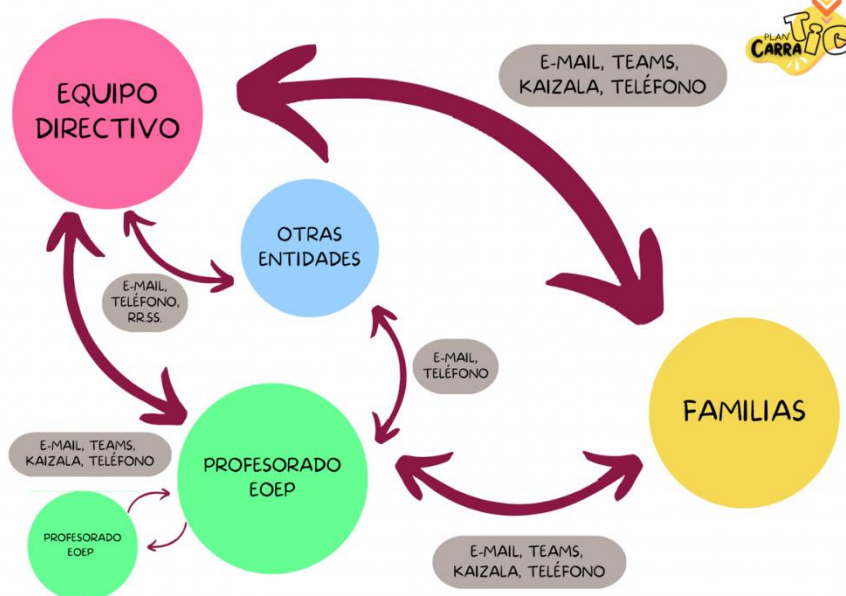 PLAN
CARRA TIC
E-MAIL, TEAMS,
KAIZALA, TELÉFONO
EQUIPO
DIRECTIVO
OTRAS
ENTIDADES
E-MAIL,
TELÉFONO,
RR.SS.
E-MAIL,
TELÉFONO
FAMILIAS
E-MAIL, TEAMS,
KAIZALA, TELÉFONO
PROFESORADO
EOEP
PROFESORADO
EOEP
E-MAIL, TEAMS,
KAIZALA, TELÉFONO